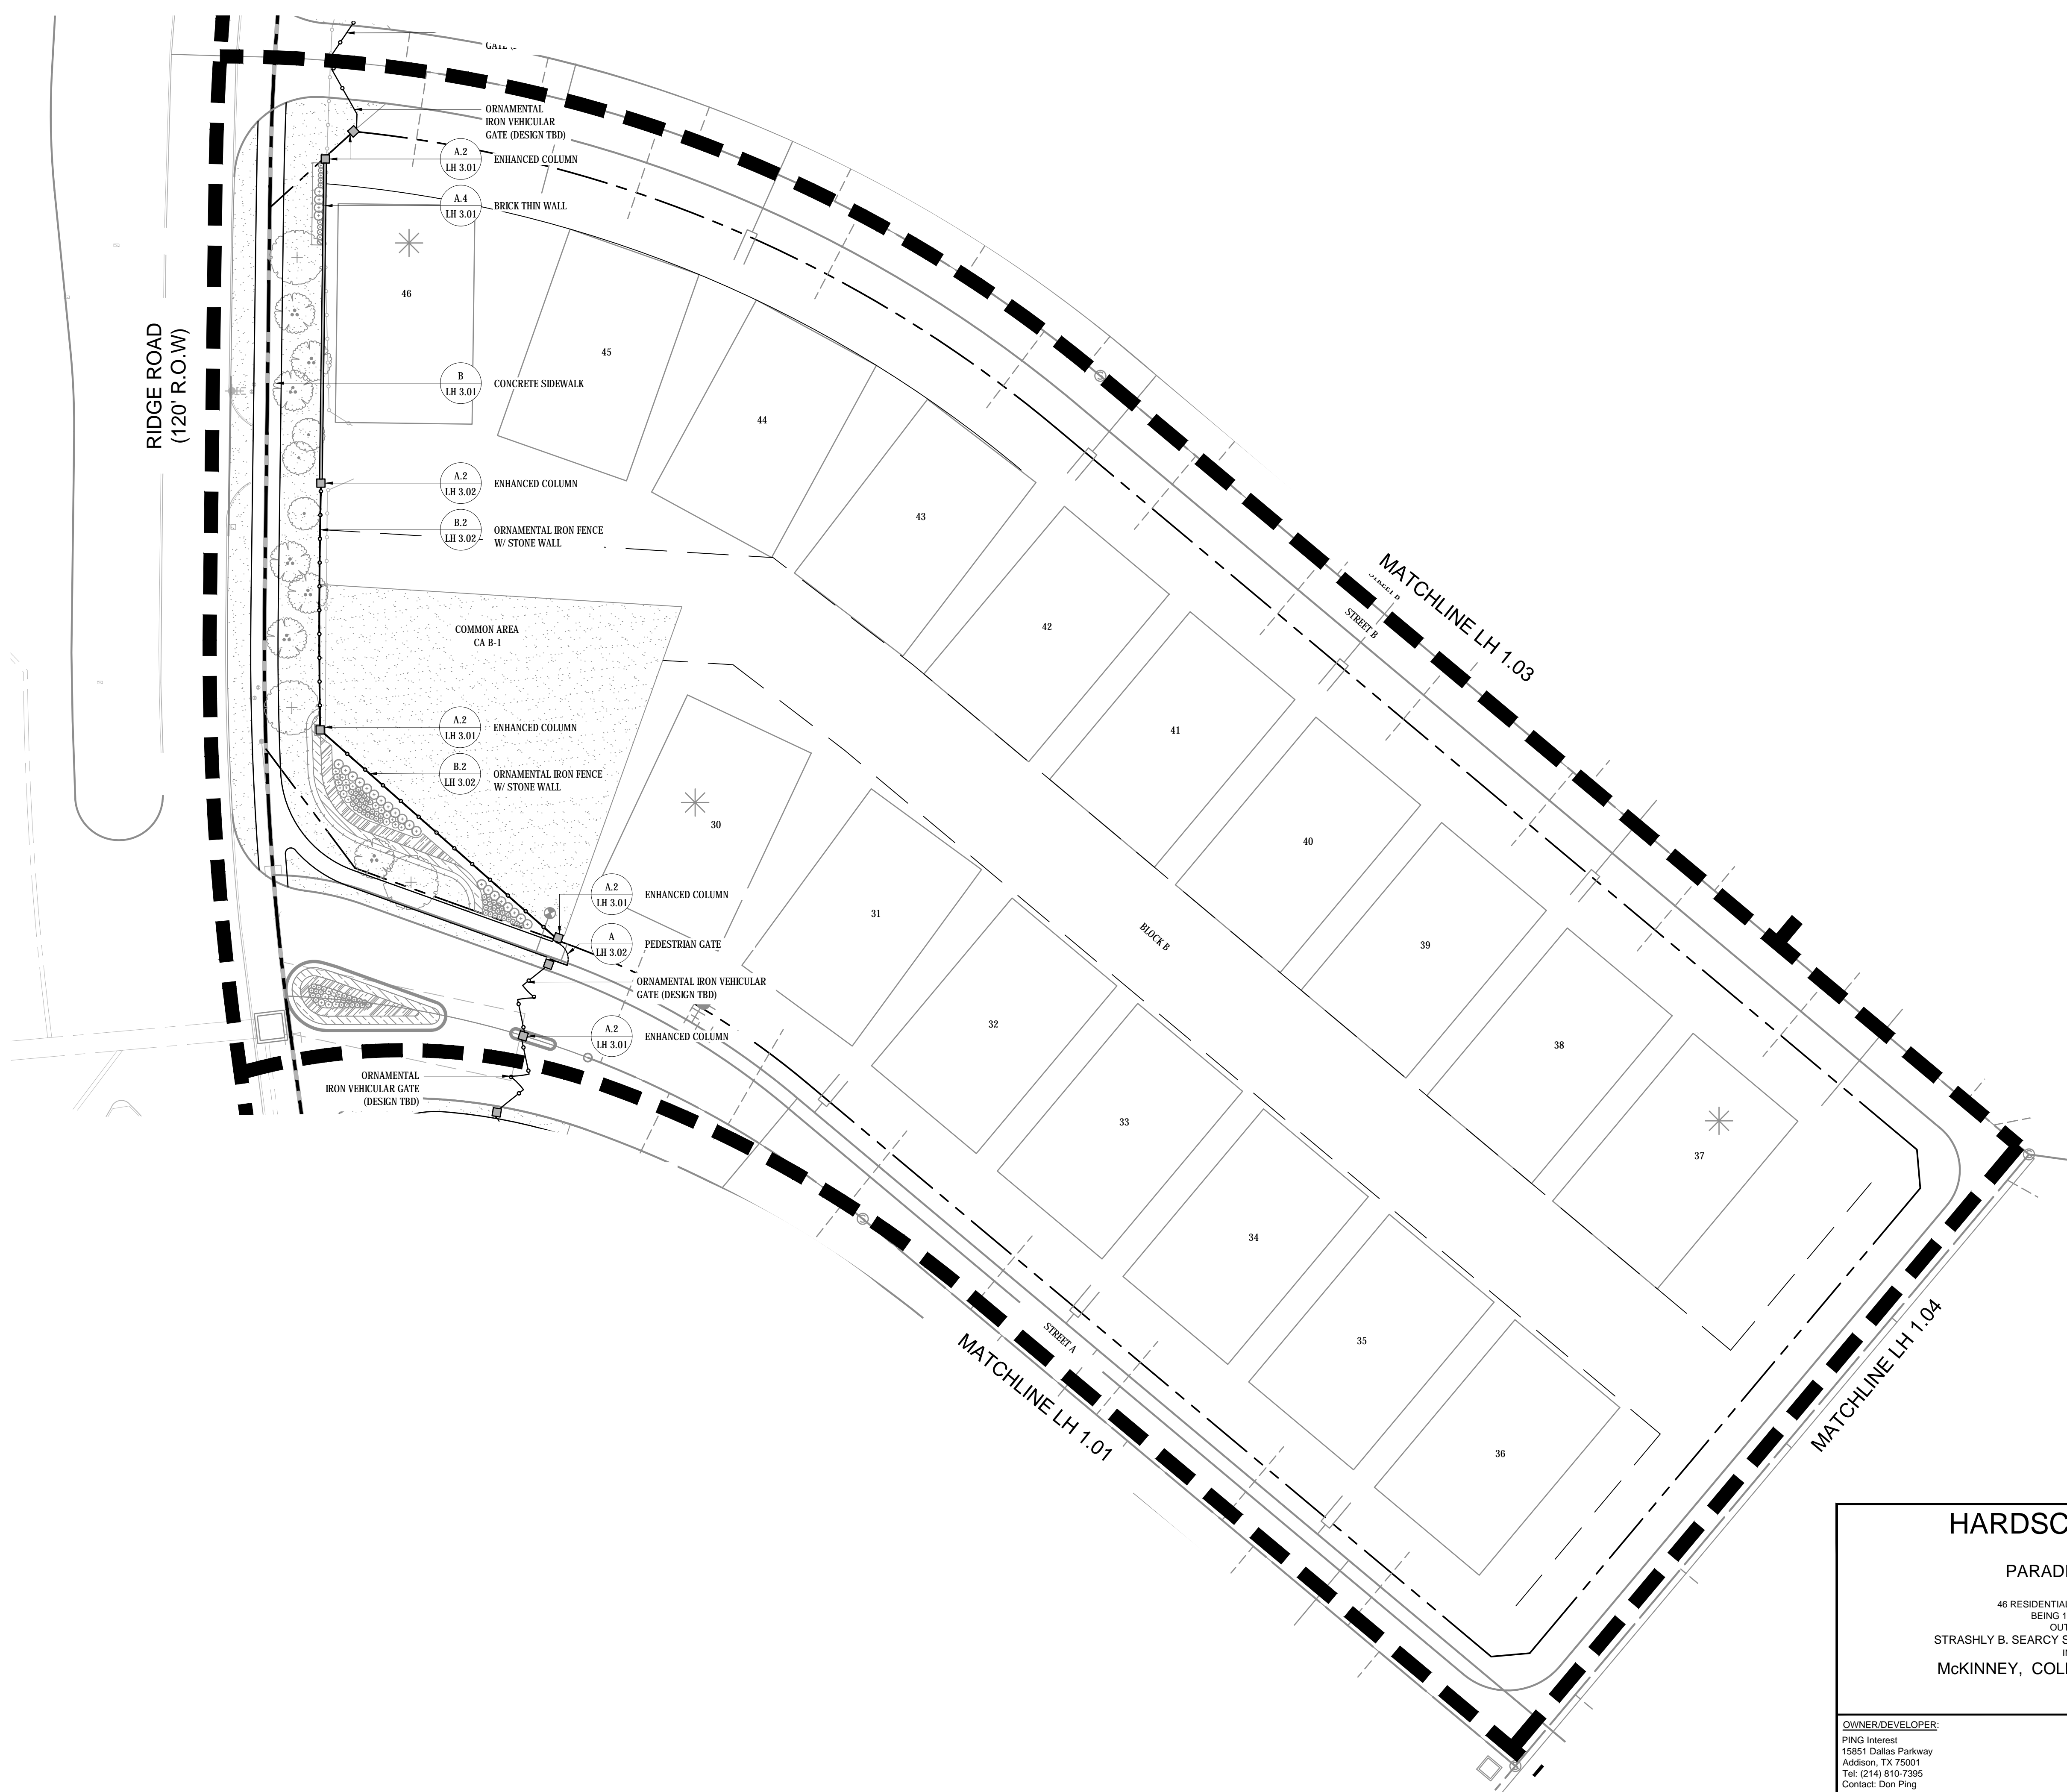 ORNAMENTAL
IRON VEHICULAR
GATE (DESIGN TBD)
A.2
LH 3.01
ENHANCED COLUMN
A.4
LH 3.01
BRICK THIN WALL
46
45
RIDGE ROAD
(120' R.O.W)
B
LH 3.01
CONCRETE SIDEWALK
44
A.2
LH 3.02
ENHANCED COLUMN
43
B.2
LH 3.02
ORNAMENTAL IRON FENCE
W/ STONE WALL
MATCHLINE LH 1.03
STREET B
COMMON AREA
CA B-1
42
A.2
LH 3.01
ENHANCED COLUMN
41
B.2
LH 3.02
ORNAMENTAL IRON FENCE
W/ STONE WALL
30
40
A.2
LH 3.01
ENHANCED COLUMN
31
BLOCK B
39
A
LH 3.02
PEDESTRIAN GATE
ORNAMENTAL IRON VEHICULAR
GATE (DESIGN TBD)
32
A.2
LH 3.01
ENHANCED COLUMN
38
ORNAMENTAL
IRON VEHICULAR GATE
(DESIGN TBD)
33
37
34
STREET A
35
MATCHLINE LH 1.01
MATCHLINE LH 1.04
36
HARDSC
PARAD
46 RESIDENTIAL
BEING 1
OUT
STRASHLY B. SEARCY S
McKINNEY, COL
OWNER/DEVELOPER:
PING Interest
15851 Dallas Parkway
Addison, TX 75001
Tel: (214) 810-7395
Contact: Don Ping